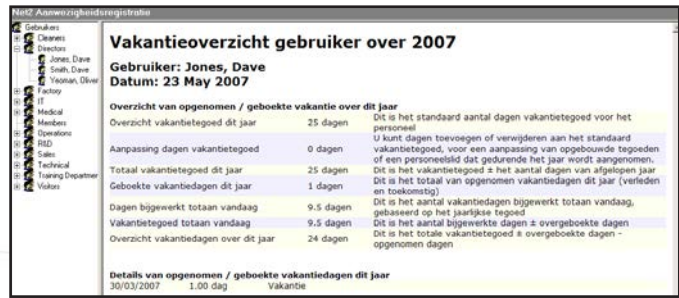 Net2 Aanwezigheidsregistratie
Gebruikers
Cleaners
Directors
Jones, Dave
Smith, Dave
Yeoman, Oliver
Factory
IT
Medical
Members
Operations
R&D
Sales
Technical
Training Departmer
Visitors
Vakantieoverzicht gebruiker over 2007
Gebruiker: Jones, Dave
Datum: 23 May 2007
Overzicht van opgenomen / geboekte vakantie over dit jaar
Overzicht vakantietegoed dit jaar 25 dagen Dit is het standaard aantal dagen vakantietegoed voor het
personeel
Aanpassing dagen vakantietegoed 0 dagen U kunt dagen toevoegen of verwijderen aan het standaard
vakantietegoed, voor een aanpassing van opgebouwde tegoeden
of een personeelslid dat gedurende het jaar wordt aangenomen.
Totaal vakantietegoed dit jaar 25 dagen Dit is het vakantietegoed ± het aantal dagen van afgelopen jaar
Geboekte vakantiedagen dit jaar 1 dagen Dit is het totaal van opgenomen vakantiedagen dit jaar (verleden
en toekomstig)
Dagen bijgewerkt totaan vandaag 9.5 dagen Dit is het aantal vakantiedagen bijgewerkt totaan vandaag,
gebaseerd op het jaarlijkse tegoed
Vakantietegoed totaan vandaag 9.5 dagen Dit is het aantal bijgewerkte dagen ± overgeboekte dagen
Overzicht vakantiedagen over dit jaar 24 dagen Dit is het totale vakantietegoed ± overgeboekte dagen -
opgenomen dagen
Details van opgenomen / geboekte vakantiedagen dit jaar
30/03/2007 1.00 dag Vakantie